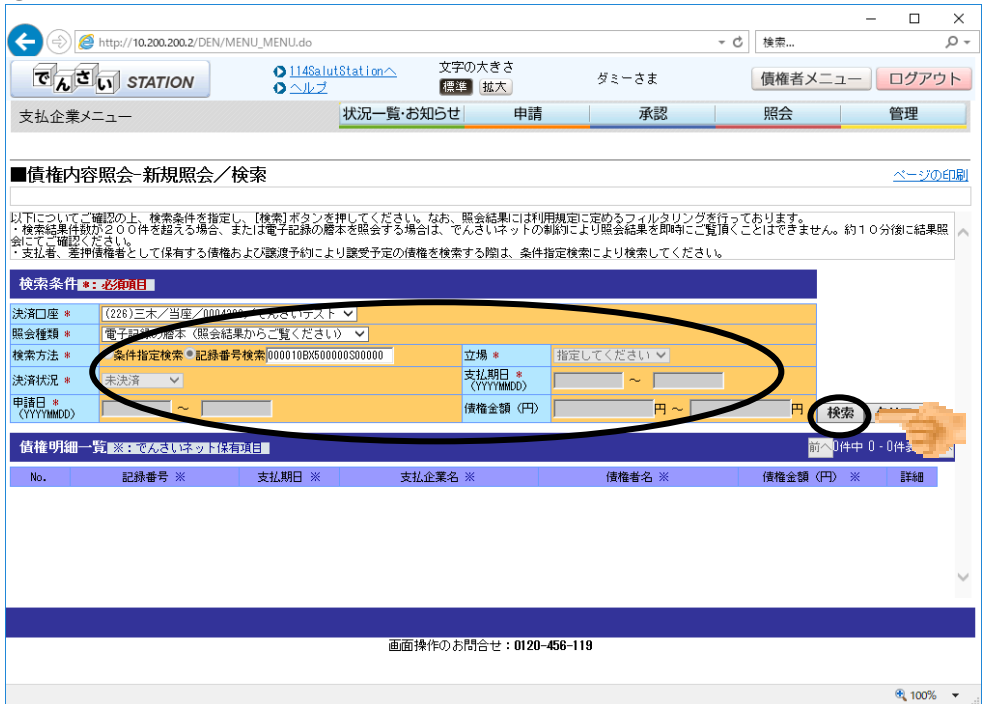 http://10.200.200.2/DEN/MENU_MENU.do
検索...
でんさい STATION
114SalutStationへ
ヘルプ
文字の大きさ
標準 拡大
ダミーさま
債権者メニュー
ログアウト
支払企業メニュー
状況一覧・お知らせ 申請 承認 照会 管理
■債権内容照会-新規照会／検索
ページの印刷
以下についてご確認の上、検索条件を指定し、[検索]ボタンを押してください。なお、照会結果には利用規定に定めるフィルタリングを行っております。
・検索結果件数が２００件を超える場合、または電子記録の謄本を照会する場合は、でんさいネットの制約により照会結果を即時にご覧頂くことはできません。約１０分後に結果照
会にてご確認ください。
・支払者、差押債権者として保有する債権および譲渡予約により譲受予定の債権を検索する際は、条件指定検索により検索してください。
検索条件 *：必須項目
決済口座 * (226)三木／当座／ でんさいテスト
照会種類 * 電子記録の謄本（照会結果からご覧ください）
検索方法 * 条件指定検索 記録番号検索 000010BX500000S00000 立場 * 指定してください
決済状況 * 未決済 支払期日 * (YYYYMMDD) ～
申請日 * (YYYYMMDD) ～ 債権金額（円） 円 ～ 円
検索
債権明細一覧 ※：でんさいネット保有項目
前へ 0件中 0 - 0件
No. 記録番号 ※ 支払期日 ※ 支払企業名 ※ 債権者名 ※ 債権金額（円） ※ 詳細
画面操作のお問合せ：0120-456-119
100%